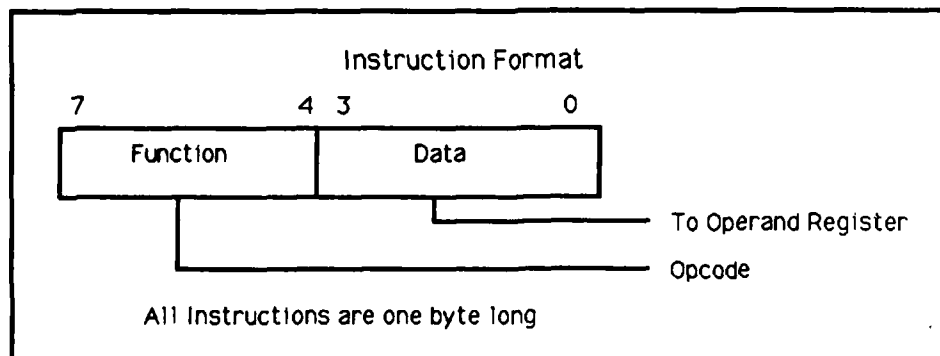 Instruction Format
7 4 3 0
Function Data
To Operand Register
Opcode
All Instructions are one byte long